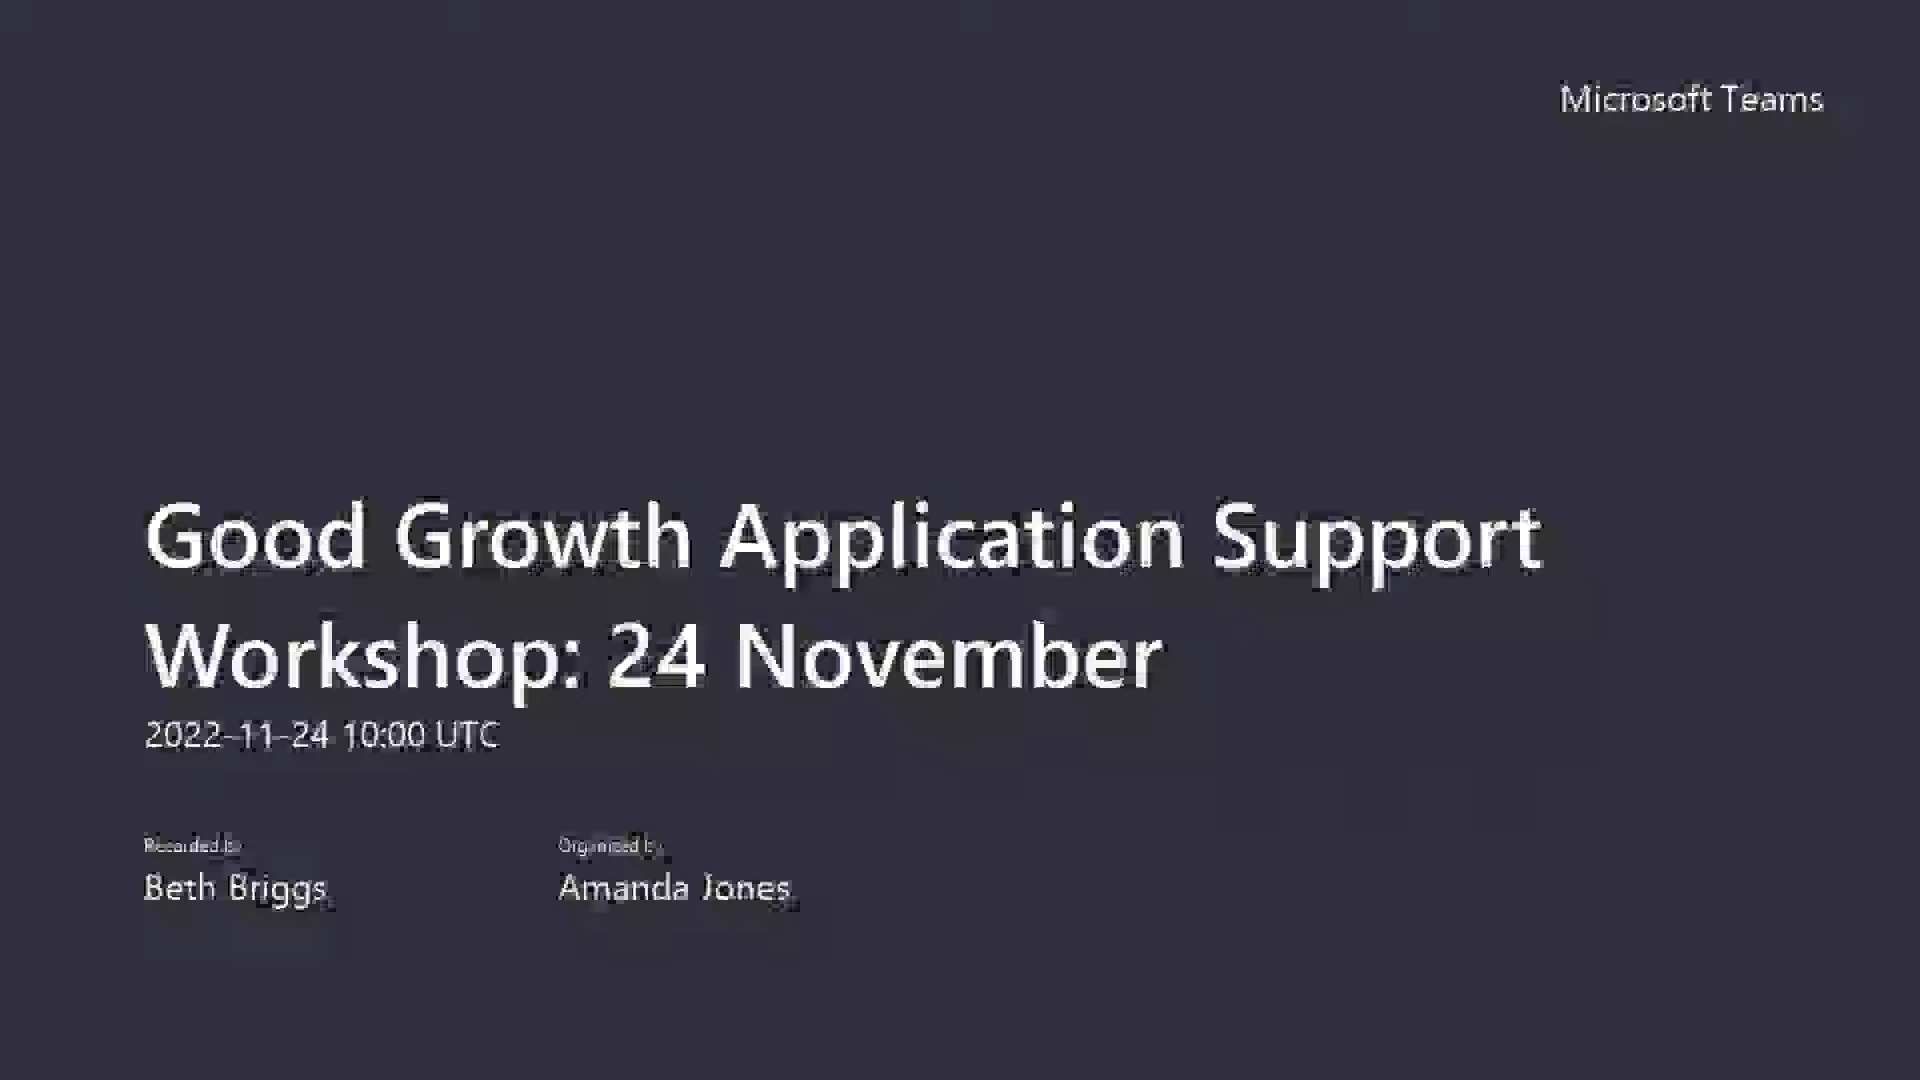 Microsoft Teams
Good Growth Application Support
Workshop: 24 November
2022-11-24 10:00 UTC
Recorded by
Organized by
Beth Briggs
Amanda Jones